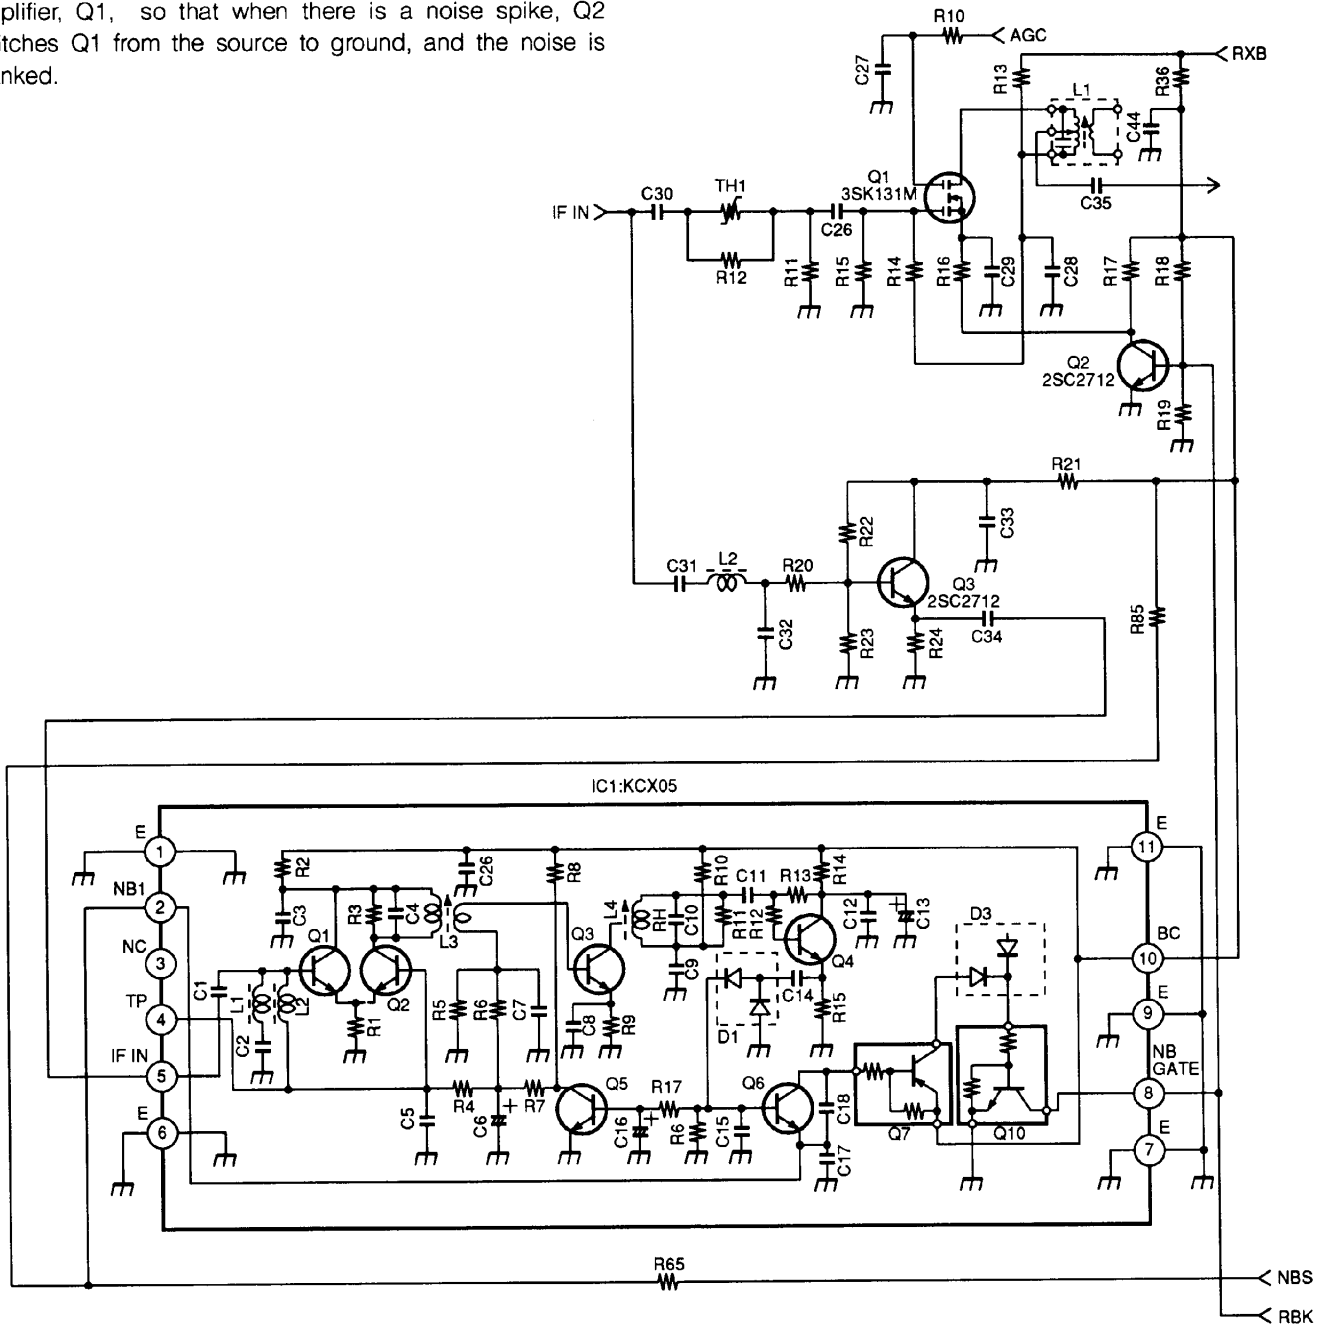 plifier, Q1, so that when there is a noise spike, Q2
itches Q1 from the source to ground, and the noise is
nked.
R10
AGC
C27
R13
RXB
R36
L1
C44
Q1
3SK131M
C35
IF IN
C30
TH1
C26
R12
R11
R15
R14
R16
C29
C28
R17
R18
Q2
2SC2712
R19
R21
R22
C33
C31
L2
R20
Q3
2SC2712
C32
R23
R24
C34
R85
IC1:KCX05
E
1
NB1
2
NC
3
TP
4
IF IN
5
E
6
R2
C3
C26
R8
R3
C4
L3
Q1
Q2
C1
L1
L2
C2
R1
R5
R6
C7
Q3
L4
RH
C10
R10
C11
R13
R14
R11
R12
C12
+
C13
Q4
C9
C8
R9
C14
D1
R15
D3
C5
R4
C6
+
R7
Q5
C16
+
R17
R6
C15
Q6
C18
C17
Q7
Q10
E
11
BC
10
E
9
NB
GATE
8
E
7
R65
NBS
RBK